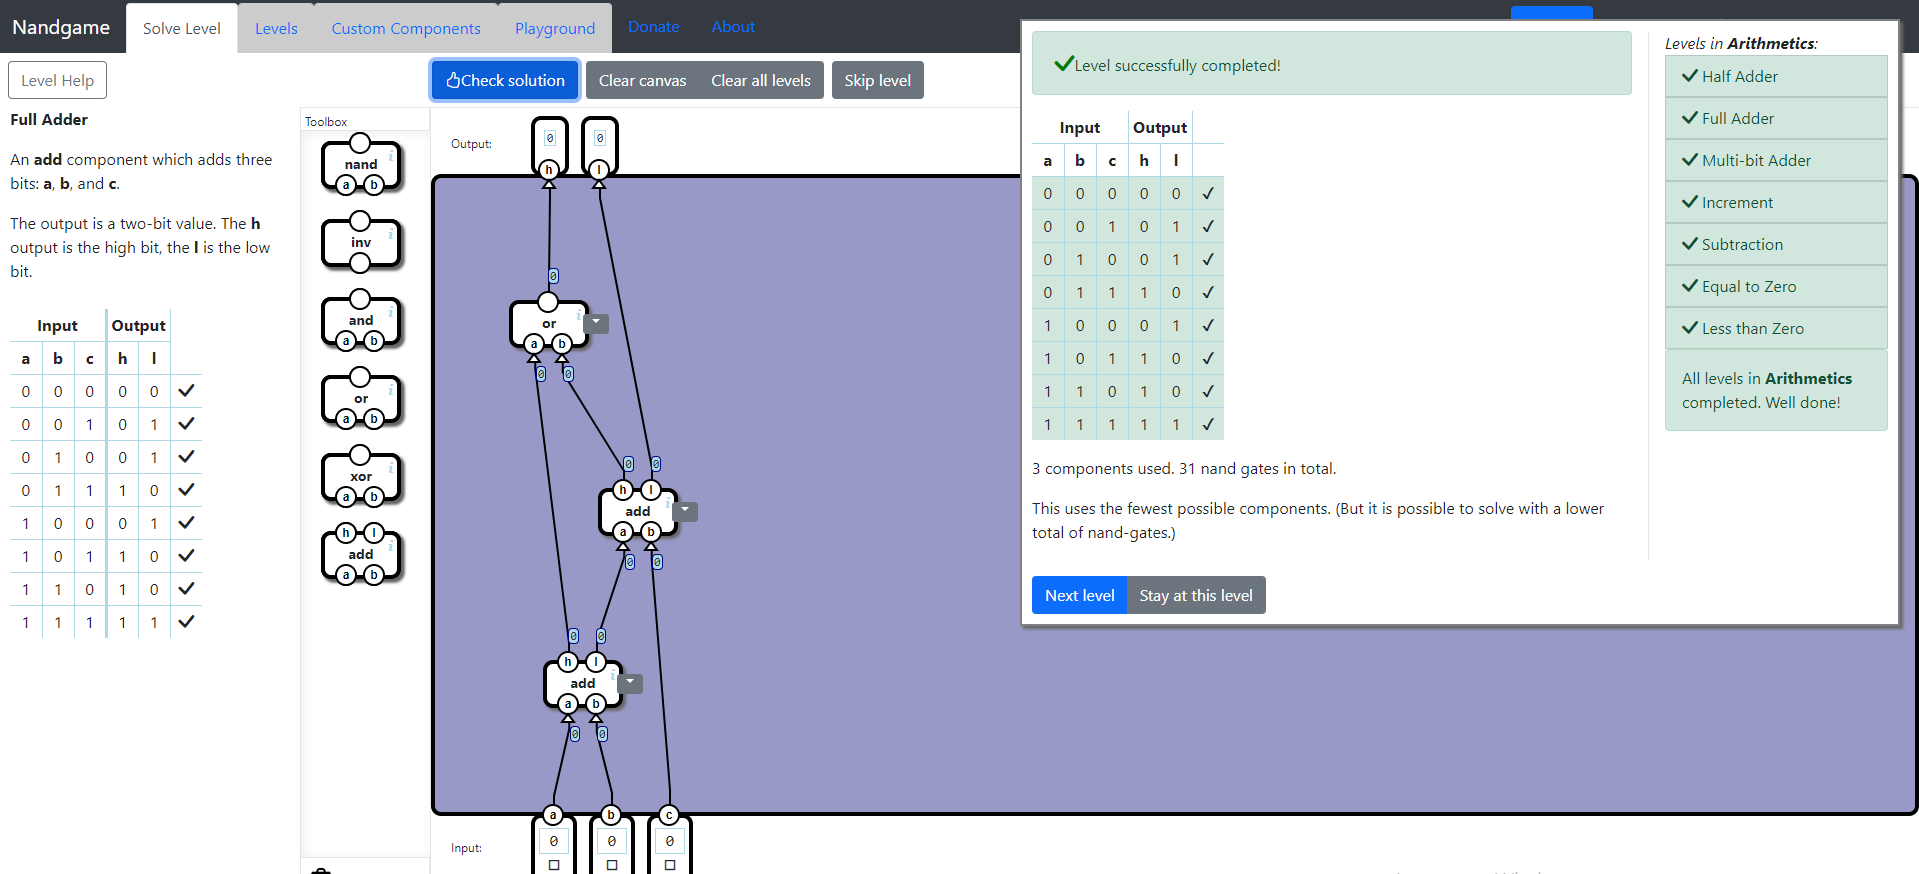 Nandgame
Solve Level
Levels
Custom Components
Playground
Donate
About
Level Help
Check solution
Clear canvas
Clear all levels
Skip level
Full Adder
An add component which adds three
bits: a, b, and c.
The output is a two-bit value. The h
output is the high bit, the l is the low
bit.
Input Output
a b c h l
0 0 0 0 0 ✓
0 0 1 0 1 ✓
0 1 0 0 1 ✓
0 1 1 1 0 ✓
1 0 0 0 1 ✓
1 0 1 1 0 ✓
1 1 0 1 0 ✓
1 1 1 1 1 ✓
Toolbox
nand
a b
inv
and
a b
or
a b
xor
a b
h l
add
a b
Output:
0 0
h l
0
or
a b
0 0
0 0
h l
add
a b
0 0
0 0
h l
add
a b
0 0
a b c
Input:
0 0 0
✓Level successfully completed!
Input Output
a b c h l
0 0 0 0 0 ✓
0 0 1 0 1 ✓
0 1 0 0 1 ✓
0 1 1 1 0 ✓
1 0 0 0 1 ✓
1 0 1 1 0 ✓
1 1 0 1 0 ✓
1 1 1 1 1 ✓
3 components used. 31 nand gates in total.
This uses the fewest possible components. (But it is possible to solve with a lower
total of nand-gates.)
Next level
Stay at this level
Levels in Arithmetics:
✓ Half Adder
✓ Full Adder
✓ Multi-bit Adder
✓ Increment
✓ Subtraction
✓ Equal to Zero
✓ Less than Zero
All levels in Arithmetics
completed. Well done!